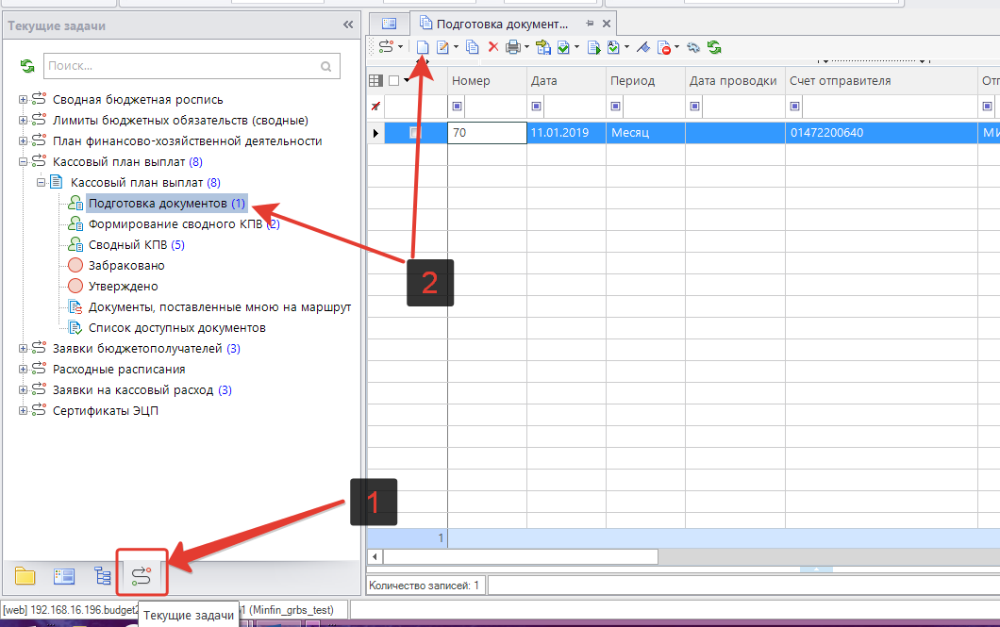 Текущие задачи
Поиск...
Сводная бюджетная роспись
Лимиты бюджетных обязательств (сводные)
План финансово-хозяйственной деятельности
Кассовый план выплат (8)
Кассовый план выплат (8)
Подготовка документов (1)
Формирование сводного КПВ (2)
Сводный КПВ (5)
Забраковано
Утверждено
Документы, поставленные мною на маршрут
Список доступных документов
Заявки бюджетополучателей (3)
Расходные расписания
Заявки на кассовый расход (3)
Сертификаты ЭЦП
1
2
Подготовка документ...
Номер Дата Период Дата проводки Счет отправителя
70 11.01.2019 Месяц 01472200640
1
Количество записей: 1
[web] 192.168.16.196.budget 1 (Minfin_grbs_test)
Текущие задачи